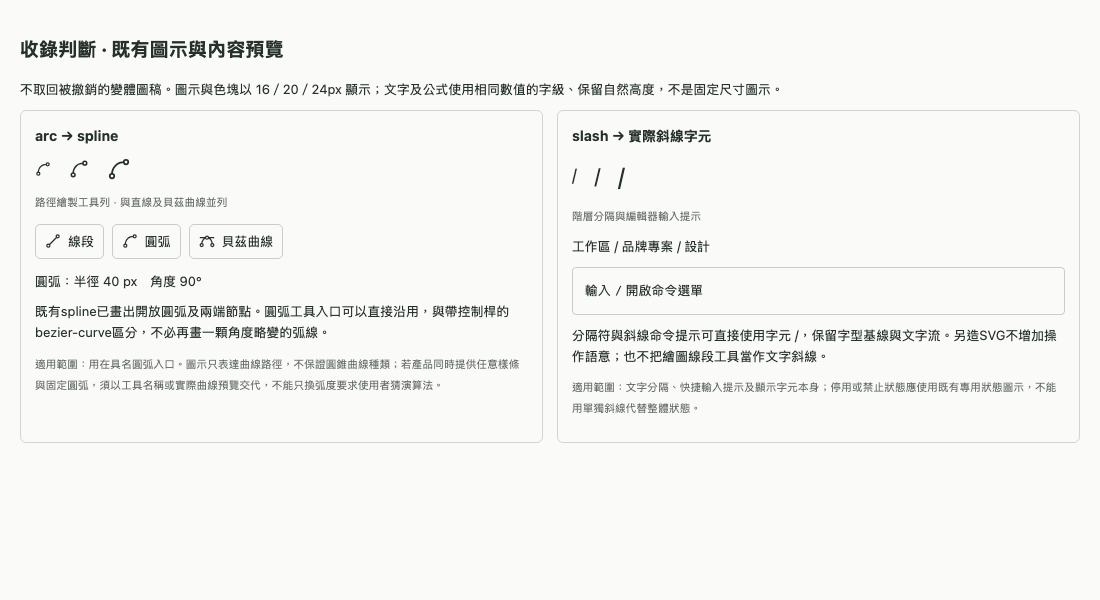 收錄判斷 · 既有圖示與內容預覽
不取回被撤銷的變體圖稿。圖示與色塊以 16 / 20 / 24px 顯示；文字及公式使用相同數值的字級、保留自然高度，不是固定尺寸圖示。
arc → spline
路徑繪製工具列 · 與直線及貝茲曲線並列
線段 圓弧 貝茲曲線
圓弧：半徑 40 px　角度 90°
既有spline已畫出開放圓弧及兩端節點。圓弧工具入口可以直接沿用，與帶控制桿的
bezier-curve區分，不必再畫一顆角度略變的弧線。
適用範圍：用在具名圓弧入口。圖示只表達曲線路徑，不保證圓錐曲線種類；若產品同時提供任意樣條
與固定圓弧，須以工具名稱或實際曲線預覽交代，不能只換弧度要求使用者猜演算法。
slash → 實際斜線字元
/ / /
階層分隔與編輯器輸入提示
工作區 / 品牌專案 / 設計
輸入 / 開啟命令選單
分隔符與斜線命令提示可直接使用字元 /，保留字型基線與文字流。另造SVG不增加操
作語意；也不把繪圖線段工具當作文字斜線。
適用範圍：文字分隔、快捷輸入提示及顯示字元本身；停用或禁止狀態應使用既有專用狀態圖示，不能
用單獨斜線代替整體狀態。